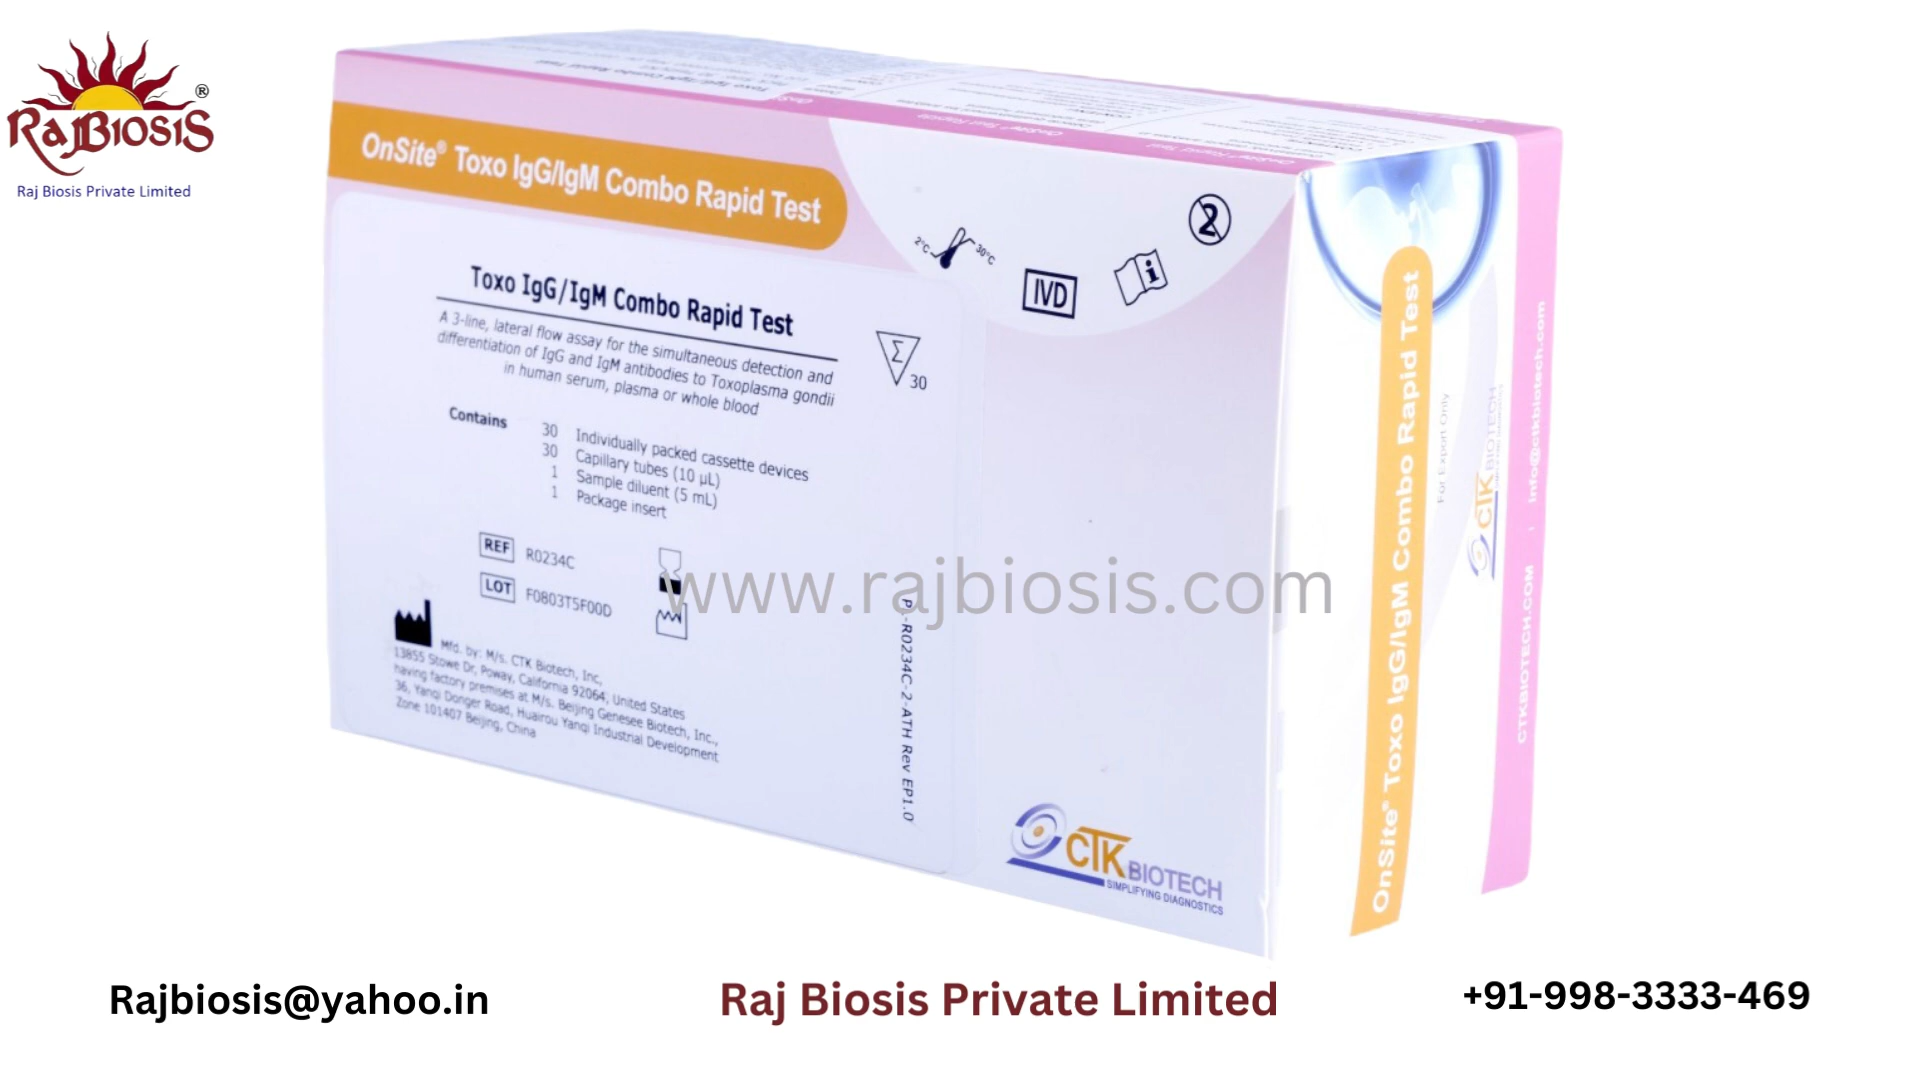 RAJBIOSIS®
Raj Biosis Private Limited
OnSite® Toxo IgG/IgM Combo Rapid Test
2°C
30°C
IVD
i
2
Toxo IgG/IgM Combo Rapid Test
A 3-line, lateral flow assay for the simultaneous detection and
differentiation of IgG and IgM antibodies to Toxoplasma gondii
in human serum, plasma or whole blood
Σ
30
Contains
30 Individually packed cassette devices
30 Capillary tubes (10 µL)
1 Sample diluent (5 mL)
1 Package insert
REF R0234C
LOT F0803T5F00D
Mfd. by: M/s. CTK Biotech, Inc,
13855 Stowe Dr, Poway, California 92064, United States
having factory premises at M/s. Beijing Genesee Biotech, Inc.,
36, Yanqi Donger Road, Huairou Yanqi Industrial Development
Zone 101407 Beijing, China
-R0234C-2-ATH Rev EP1.0
CTK BIOTECH
SIMPLIFYING DIAGNOSTICS
OnSite® Toxo IgG/IgM Combo Rapid Test
For Export Only
CTK BIOTECH
CTKBIOTECH.COM | info@ctkbiotech.com
www.rajbiosis.com
Rajbiosis@yahoo.in
Raj Biosis Private Limited
+91-998-3333-469